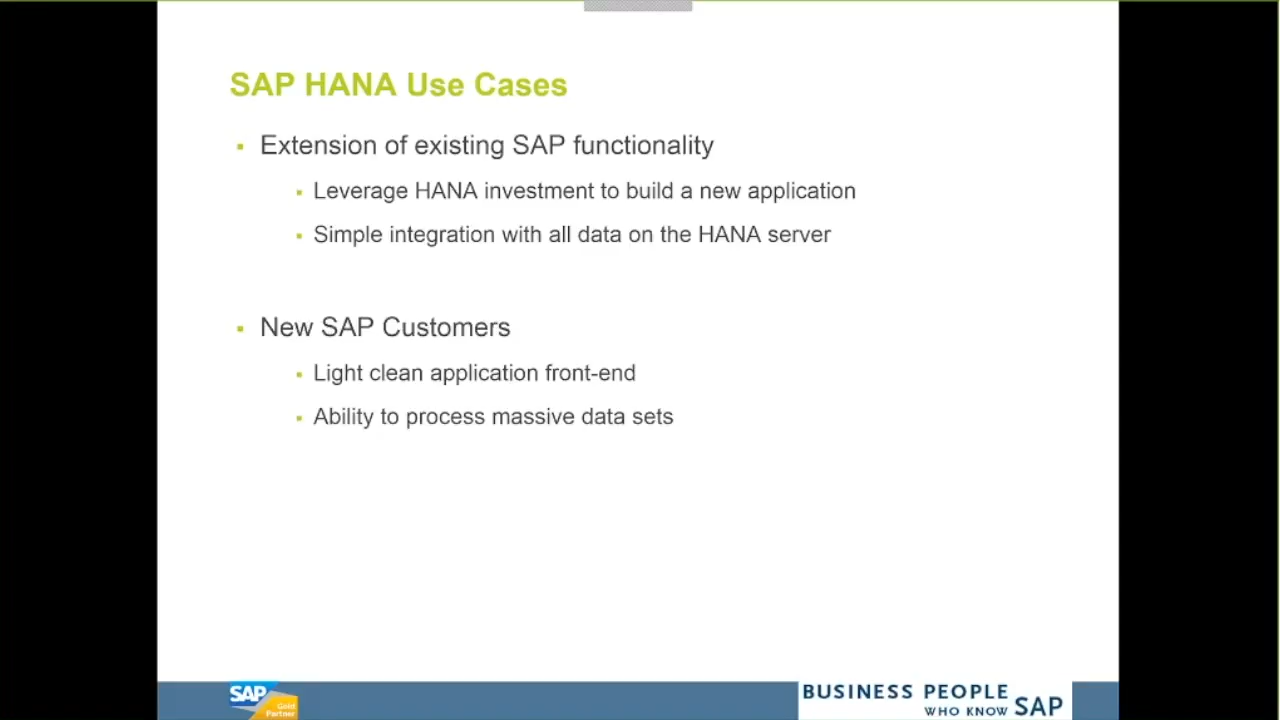 SAP HANA Use Cases
Extension of existing SAP functionality
Leverage HANA investment to build a new application
Simple integration with all data on the HANA server
New SAP Customers
Light clean application front-end
Ability to process massive data sets
SAP
Gold
Partner
BUSINESS PEOPLE
WHO KNOW SAP